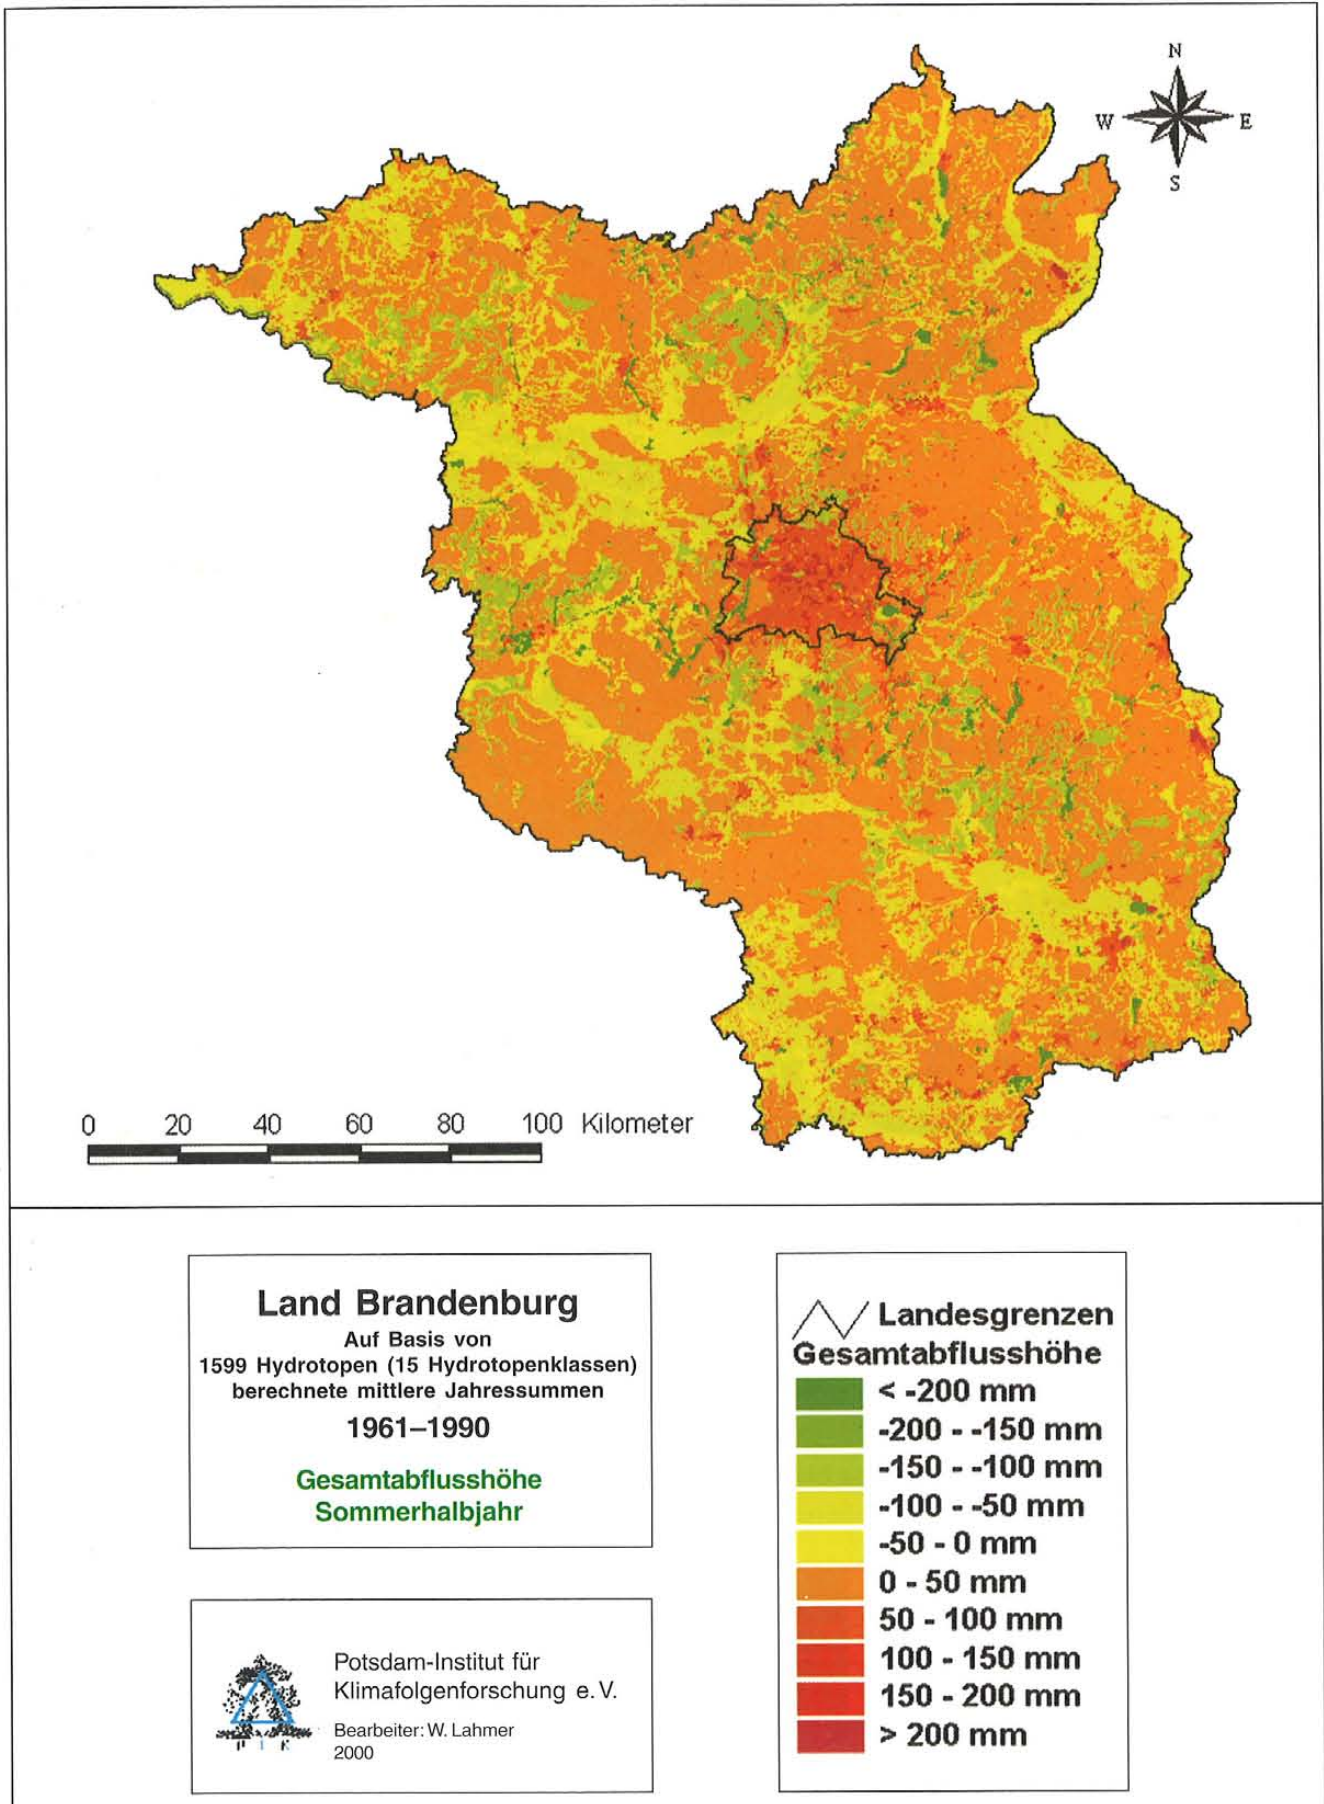 N
W E
S
0 20 40 60 80 100 Kilometer
Land Brandenburg
Auf Basis von
1599 Hydrotopen (15 Hydrotopenklassen)
berechnete mittlere Jahressummen
1961–1990
Gesamtabflusshöhe
Sommerhalbjahr
Potsdam-Institut für
Klimafolgenforschung e.V.
Bearbeiter: W. Lahmer
2000
P I K
Landesgrenzen
Gesamtabflusshöhe
< -200 mm
-200 - -150 mm
-150 - -100 mm
-100 - -50 mm
-50 - 0 mm
0 - 50 mm
50 - 100 mm
100 - 150 mm
150 - 200 mm
> 200 mm